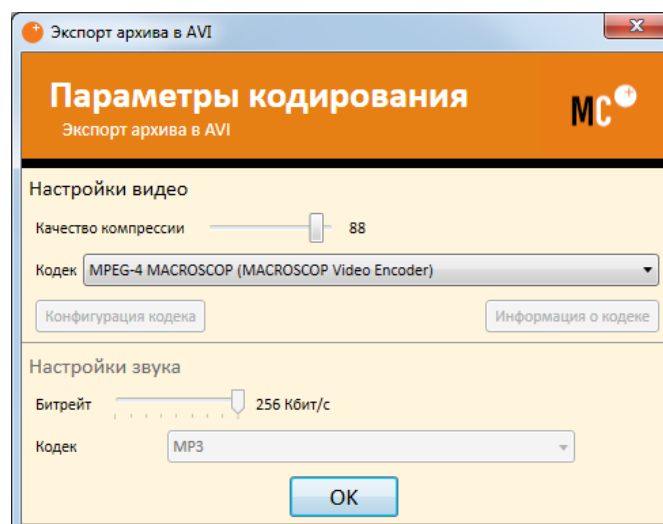 Экспорт архива в AVI
Параметры кодирования
Экспорт архива в AVI
MC
Настройки видео
Качество компрессии 88
Кодек MPEG-4 MACROSCOP (MACROSCOP Video Encoder)
Конфигурация кодека Информация о кодеке
Настройки звука
Битрейт 256 Кбит/с
Кодек MP3
OK